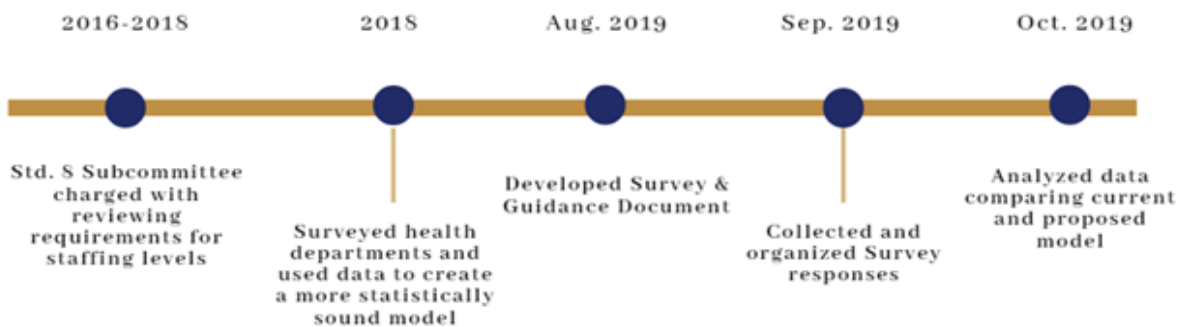 2016-2018
Std. 8 Subcommittee
charged with
reviewing
requirements for
staffing levels
2018
Surveyed health
departments and
used data to create
a more statistically
sound model
Aug. 2019
Developed Survey &
Guidance Document
Sep. 2019
Collected and
organized Survey
responses
Oct. 2019
Analyzed data
comparing current
and proposed
model